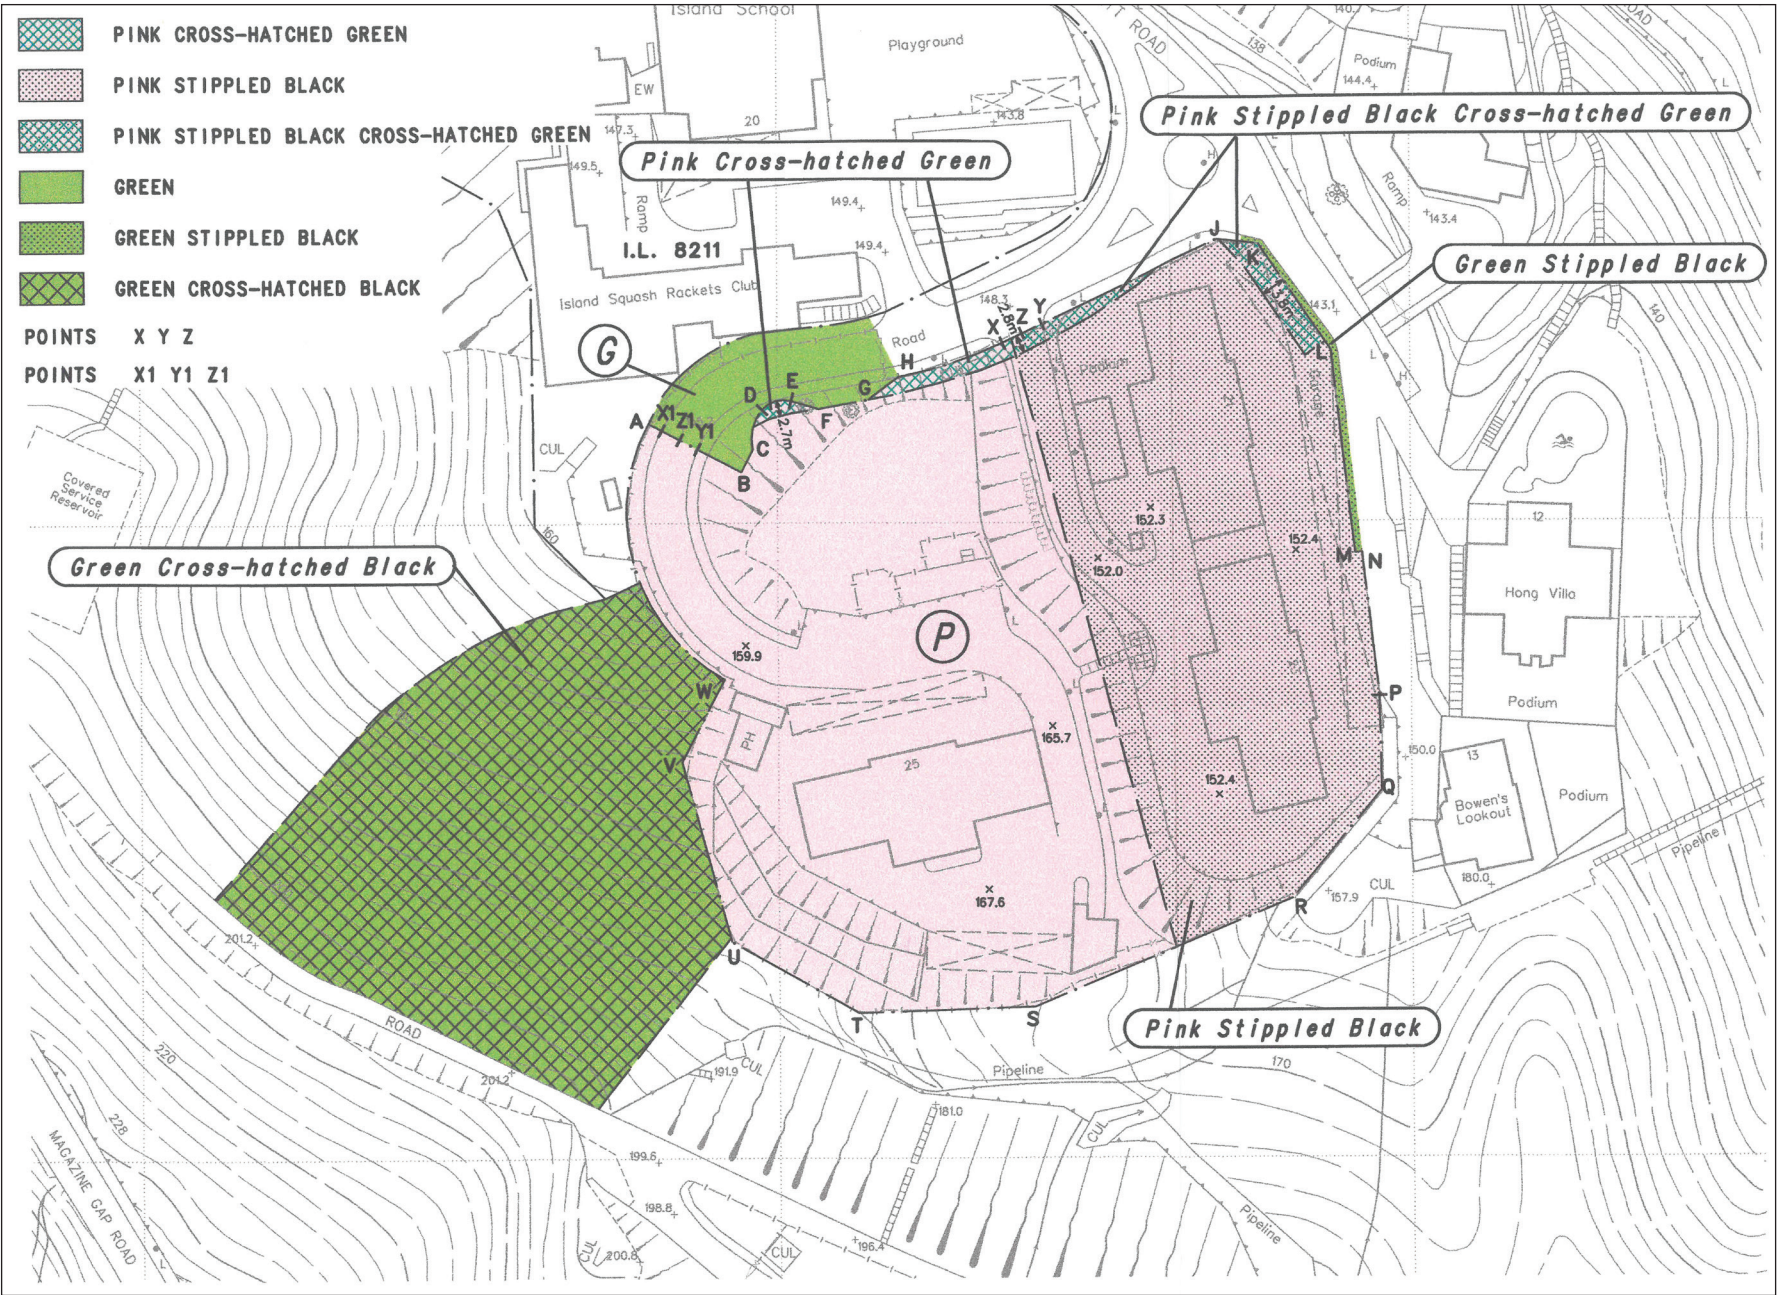 PINK CROSS-HATCHED GREEN
PINK STIPPLED BLACK
PINK STIPPLED BLACK CROSS-HATCHED GREEN
GREEN
GREEN STIPPLED BLACK
GREEN CROSS-HATCHED BLACK
POINTS X Y Z
POINTS X1 Y1 Z1
Island School
Playground
EW
20
147.3
149.5
Ramp
149.4
149.4
143.8
I.L. 8211
Island Squash Rackets Club
Pink Cross-hatched Green
Pink Stippled Black Cross-hatched Green
Green Stippled Black
ROAD
138
140.
Podium
144.4
ROAD
L
L
H
Ramp
143.4
143.1
140
148.3
2.8m
3.8m
2.7m
Road
G
A
X1
Z1
Y1
B
C
D
E
F
G
H
X
Z
Y
J
K
L
M
N
P
Q
R
S
T
U
V
W
Podium
CUL
Covered
Service
Reservoir
160
Green Cross-hatched Black
P
152.3
152.0
152.4
152.4
159.9
165.7
167.6
PH
25
12
Hong Villa
Podium
13
Bowen's
Lookout
Podium
150.0
180.0
157.9
CUL
Pipeline
Pink Stippled Black
170
Pipeline
CUL
191.9
181.0
CUL
201.2
201.2
ROAD
220
228
MAGAZINE GAP ROAD
L
199.6
198.8
CUL
200.8
CUL
196.4
Pipeline